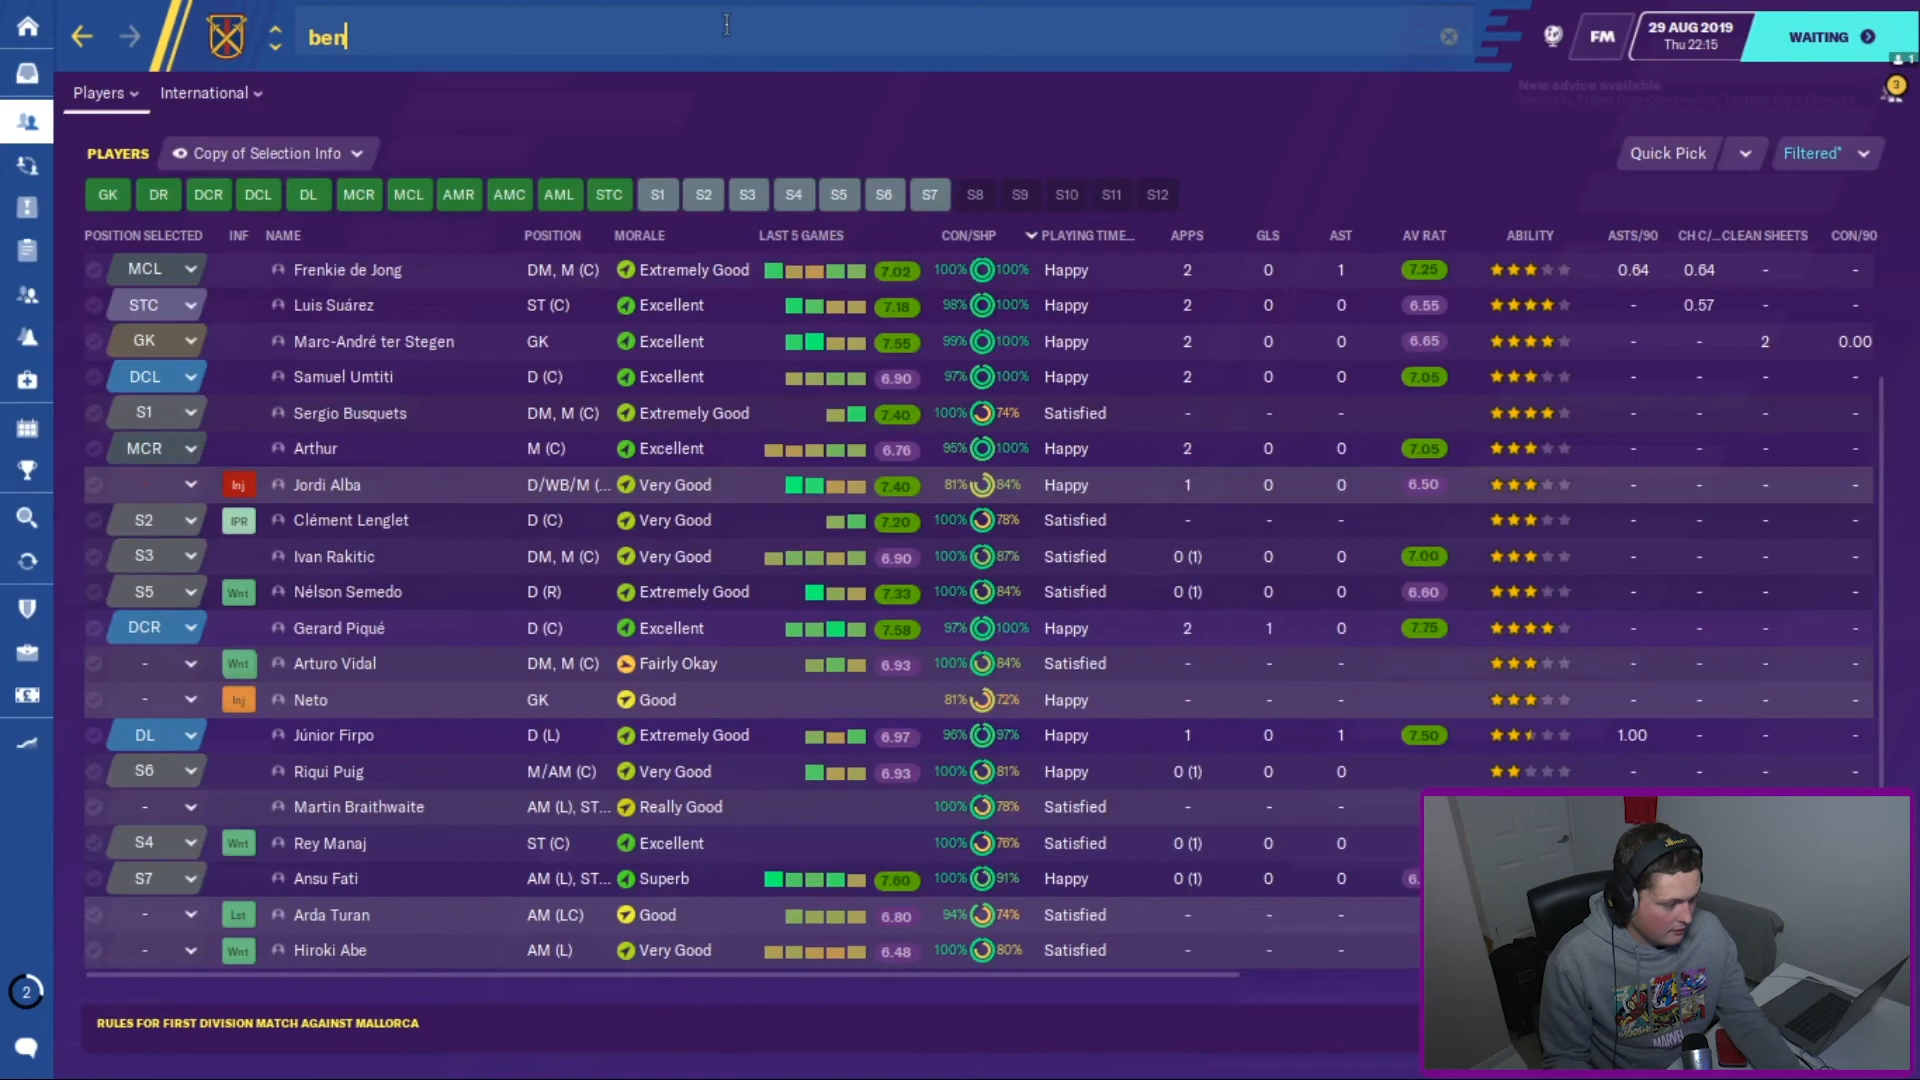 ben
FM
29 AUG 2019
Thu 22:15
WAITING
1
Players
International
New advice available
3
PLAYERS
Copy of Selection Info
Quick Pick
Filtered*
GK DR DCR DCL DL MCR MCL AMR AMC AML STC S1 S2 S3 S4 S5 S6 S7 S8 S9 S10 S11 S12
POSITION SELECTED INF NAME POSITION MORALE LAST 5 GAMES CON/SHP PLAYING TIME... APPS GLS AST AV RAT ABILITY ASTS/90 CH C/... CLEAN SHEETS CON/90
MCL Frenkie de Jong DM, M (C) Extremely Good 7.02 100% 100% Happy 2 0 1 7.25 0.64 0.64 - -
STC Luis Suárez ST (C) Excellent 7.18 98% 100% Happy 2 0 0 6.55 - 0.57 - -
GK Marc-André ter Stegen GK Excellent 7.55 99% 100% Happy 2 0 0 6.65 - - 2 0.00
DCL Samuel Umtiti D (C) Excellent 6.90 97% 100% Happy 2 0 0 7.05 - - - -
S1 Sergio Busquets DM, M (C) Extremely Good 7.40 100% 74% Satisfied - - - - - - -
MCR Arthur M (C) Excellent 6.76 95% 100% Happy 2 0 0 7.05 - - - -
- Inj Jordi Alba D/WB/M (... Very Good 7.40 81% 84% Happy 1 0 0 6.50 - - - -
S2 IPR Clément Lenglet D (C) Very Good 7.20 100% 78% Satisfied - - - - - - -
S3 Ivan Rakitic DM, M (C) Very Good 6.90 100% 87% Satisfied 0 (1) 0 0 7.00 - - - -
S5 Wnt Nélson Semedo D (R) Extremely Good 7.33 100% 84% Satisfied 0 (1) 0 0 6.60 - - - -
DCR Gerard Piqué D (C) Excellent 7.58 97% 100% Happy 2 1 0 7.75 - - - -
- Wnt Arturo Vidal DM, M (C) Fairly Okay 6.93 100% 84% Satisfied - - - - - - -
- Inj Neto GK Good 81% 72% Happy - - - - - - -
DL Júnior Firpo D (L) Extremely Good 6.97 96% 97% Happy 1 0 1 7.50 1.00 - - -
S6 Riqui Puig M/AM (C) Very Good 6.93 100% 81% Happy 0 (1) 0 0 - - - -
- Martin Braithwaite AM (L), ST... Really Good 100% 78% Satisfied - - -
S4 Wnt Rey Manaj ST (C) Excellent 100% 76% Satisfied 0 (1) 0 0
S7 Ansu Fati AM (L), ST... Superb 7.60 100% 91% Happy 0 (1) 0 0 6.
- Lst Arda Turan AM (LC) Good 6.80 94% 74% Satisfied - - -
- Wnt Hiroki Abe AM (L) Very Good 6.48 100% 80% Satisfied - - -
2
RULES FOR FIRST DIVISION MATCH AGAINST MALLORCA
MARVEL